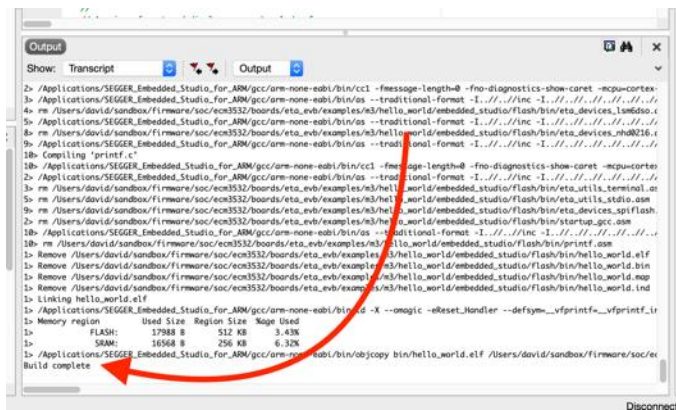 Output
Show: Transcript Output
2> /Applications/SEGGER_Embedded_Studio_for_ARM/gcc/arm-none-eabi/bin/cc1 -fmessage-length=0 -fno-diagnostics-show-caret -mcpu=cortex-
3> /Applications/SEGGER_Embedded_Studio_for_ARM/gcc/arm-none-eabi/bin/as --traditional-format -I..//..//inc -I..//..//..//..//..//
4> rm /Users/david/sandbox/firmware/soc/ecm3532/boards/eta_evb/examples/m3/hello_world/embedded_studio/flash/bin/eta_devices_lsm6dso.
5> /Applications/SEGGER_Embedded_Studio_for_ARM/gcc/arm-none-eabi/bin/as --traditional-format -I..//..//inc -I..//..//..//..//..//
8> rm /Users/david/sandbox/firmware/soc/ecm3532/boards/eta_evb/examples/m3/hello_world/embedded_studio/flash/bin/eta_devices_nhd0216.
9> /Applications/SEGGER_Embedded_Studio_for_ARM/gcc/arm-none-eabi/bin/as --traditional-format -I..//..//inc -I..//..//..//..//..//
10> Compiling 'printf.c'
10> /Applications/SEGGER_Embedded_Studio_for_ARM/gcc/arm-none-eabi/bin/cc1 -fmessage-length=0 -fno-diagnostics-show-caret -mcpu=cortex
3> rm /Users/david/sandbox/firmware/soc/ecm3532/boards/eta_evb/examples/m3/hello_world/embedded_studio/flash/bin/eta_utils_terminal.as
5> rm /Users/david/sandbox/firmware/soc/ecm3532/boards/eta_evb/examples/m3/hello_world/embedded_studio/flash/bin/eta_utils_stdio.asm
9> rm /Users/david/sandbox/firmware/soc/ecm3532/boards/eta_evb/examples/m3/hello_world/embedded_studio/flash/bin/eta_devices_spiflash.
2> rm /Users/david/sandbox/firmware/soc/ecm3532/boards/eta_evb/examples/m3/hello_world/embedded_studio/flash/bin/startup_gcc.asm
10> /Applications/SEGGER_Embedded_Studio_for_ARM/gcc/arm-none-eabi/bin/as --traditional-format -I..//..//inc -I..//..//..//..//..//
10> rm /Users/david/sandbox/firmware/soc/ecm3532/boards/eta_evb/examples/m3/hello_world/embedded_studio/flash/bin/printf.asm
1> Remove /Users/david/sandbox/firmware/soc/ecm3532/boards/eta_evb/examples/m3/hello_world/embedded_studio/flash/bin/hello_world.elf
1> Remove /Users/david/sandbox/firmware/soc/ecm3532/boards/eta_evb/examples/m3/hello_world/embedded_studio/flash/bin/hello_world.bin
1> Remove /Users/david/sandbox/firmware/soc/ecm3532/boards/eta_evb/examples/m3/hello_world/embedded_studio/flash/bin/hello_world.map
1> Remove /Users/david/sandbox/firmware/soc/ecm3532/boards/eta_evb/examples/m3/hello_world/embedded_studio/flash/bin/hello_world.ind
1> Linking hello_world.elf
1> /Applications/SEGGER_Embedded_Studio_for_ARM/gcc/arm-none-eabi/bin/ld -X --omagic -eReset_Handler --defsym=__vfprintf=__vfprintf_in
1> Memory region Used Size Region Size %age Used
1> FLASH: 17988 B 512 KB 3.43%
1> SRAM: 16568 B 256 KB 6.32%
1> /Applications/SEGGER_Embedded_Studio_for_ARM/gcc/arm-none-eabi/bin/objcopy bin/hello_world.elf /Users/david/sandbox/firmware/soc/ec
Build complete
Disconnect